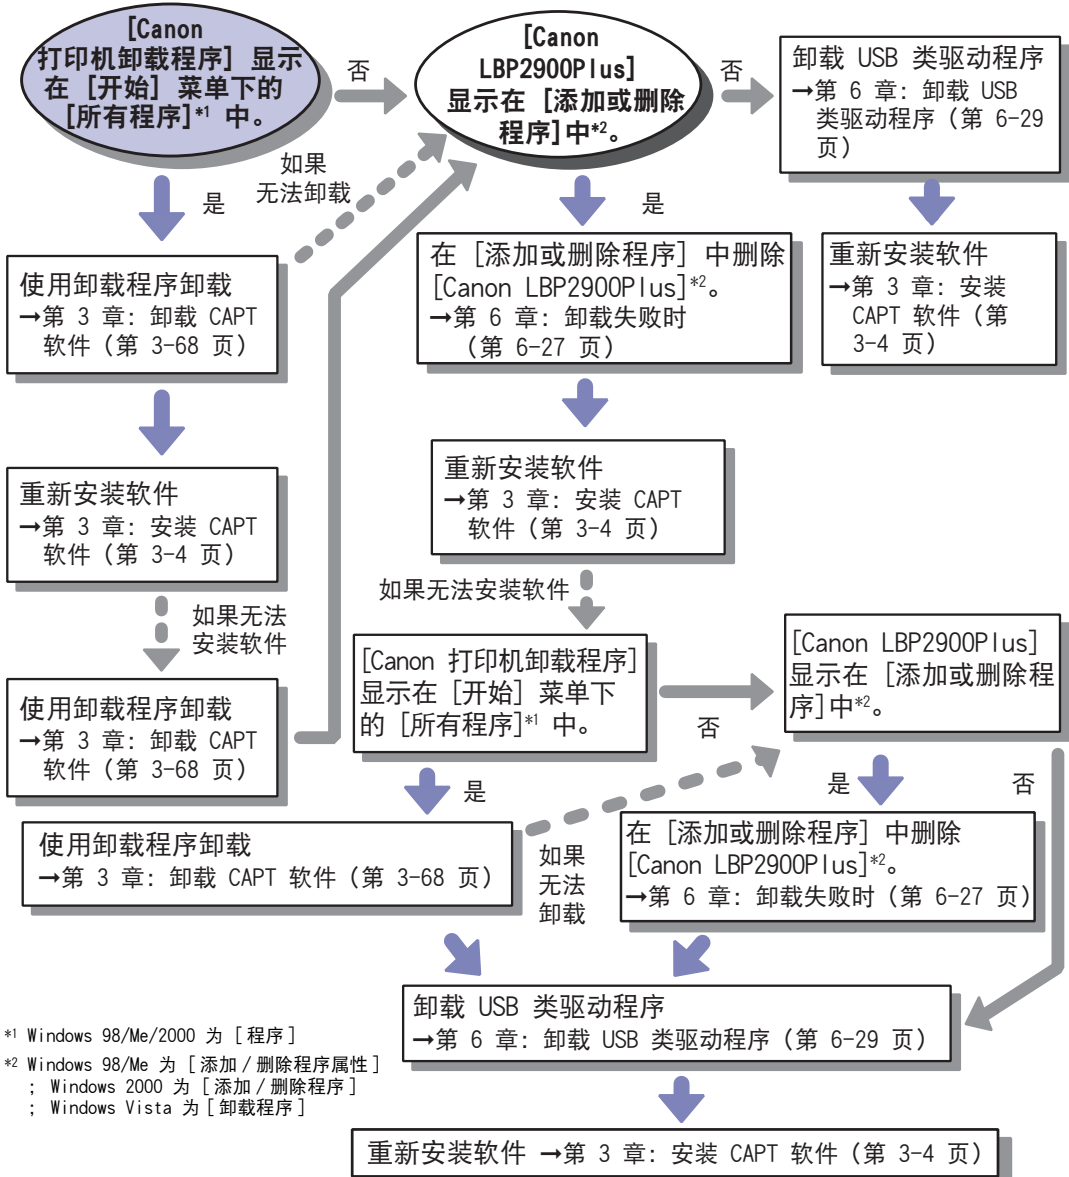 [Canon
打印机卸载程序] 显示
在 [开始] 菜单下的
[所有程序]*1 中。
否
[Canon
LBP2900Plus]
显示在 [添加或删除
程序]中*2。
否
卸载 USB 类驱动程序
→第 6 章: 卸载 USB
类驱动程序 (第 6-29
页)
是
如果
无法卸载
是
使用卸载程序卸载
→第 3 章: 卸载 CAPT
软件 (第 3-68 页)
在 [添加或删除程序] 中删除
[Canon LBP2900Plus]*2。
→第 6 章: 卸载失败时
(第 6-27 页)
重新安装软件
→第 3 章: 安装
CAPT 软件 (第
3-4 页)
重新安装软件
→第 3 章: 安装 CAPT
软件 (第 3-4 页)
重新安装软件
→第 3 章: 安装 CAPT
软件 (第 3-4 页)
如果无法
安装软件
如果无法安装软件
使用卸载程序卸载
→第 3 章: 卸载 CAPT
软件 (第 3-68 页)
[Canon 打印机卸载程序]
显示在 [开始] 菜单下
的 [所有程序]*1 中。
否
[Canon LBP2900Plus]
显示在 [添加或删除程
序]中*2。
是
是
否
使用卸载程序卸载
→第 3 章: 卸载 CAPT 软件 (第 3-68 页)
如果
无法
卸载
在 [添加或删除程序] 中删除
[Canon LBP2900Plus]*2。
→第 6 章: 卸载失败时 (第 6-27 页)
卸载 USB 类驱动程序
→第 6 章: 卸载 USB 类驱动程序 (第 6-29 页)
*1 Windows 98/Me/2000 为 [程序]
*2 Windows 98/Me 为 [添加/删除程序属性]
; Windows 2000 为 [添加/删除程序]
; Windows Vista 为[卸载程序]
重新安装软件 →第 3 章: 安装 CAPT 软件 (第 3-4 页)